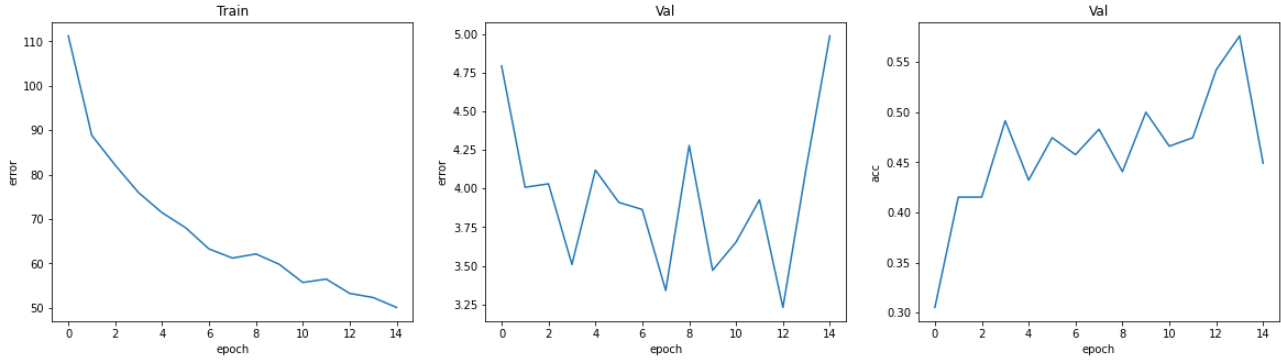 Train
110
100
90
80
70
60
50
error
0 2 4 6 8 10 12 14
epoch
Val
5.00
4.75
4.50
4.25
4.00
3.75
3.50
3.25
error
0 2 4 6 8 10 12 14
epoch
Val
0.55
0.50
0.45
0.40
0.35
0.30
acc
0 2 4 6 8 10 12 14
epoch